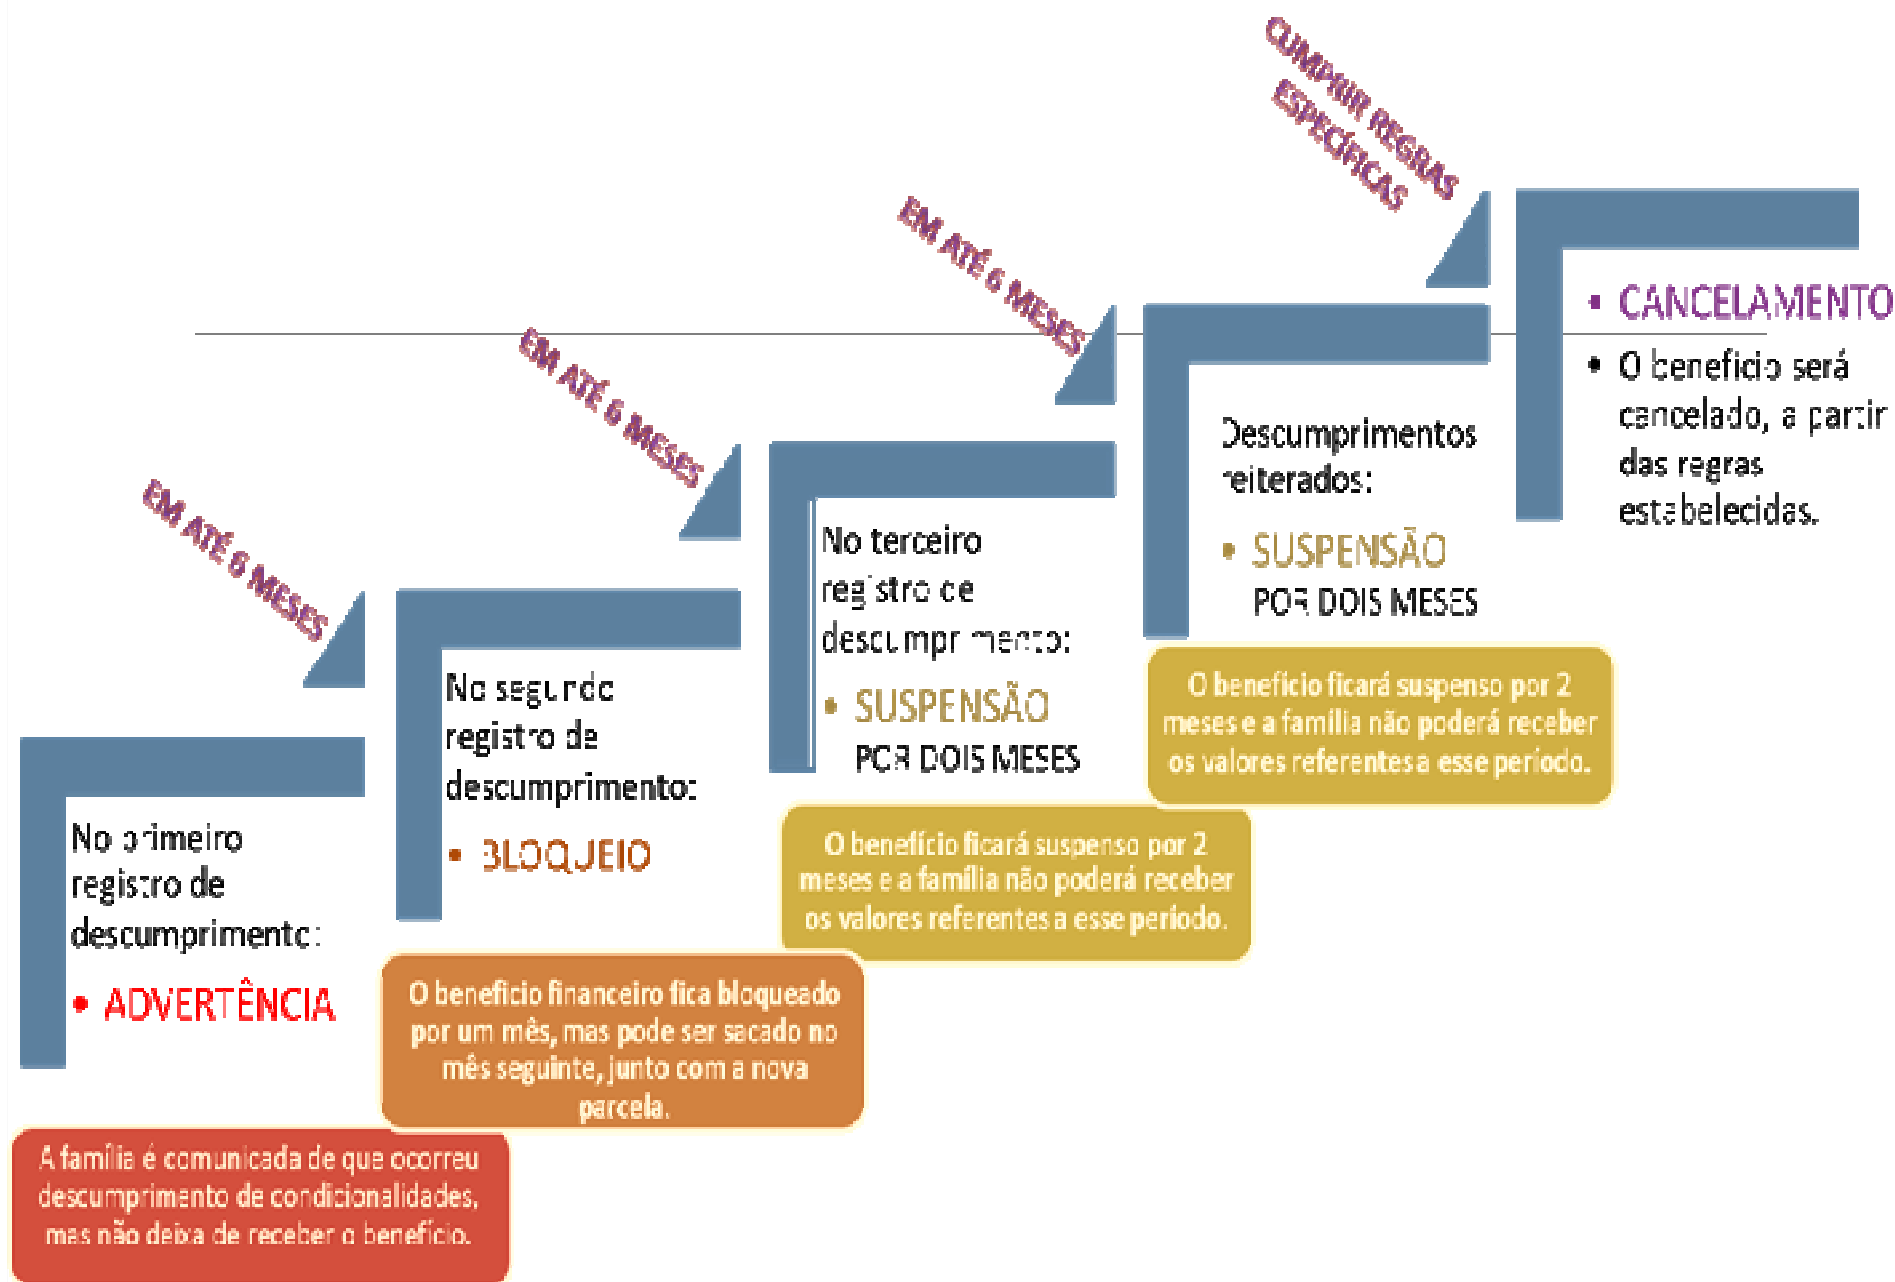 No primeiro
registro de
descumprimento:
• ADVERTÊNCIA
A família é comunicada de que ocorreu
descumprimento de condicionalidades,
mas não deixa de receber o benefício.
EM ATÉ 6 MESES
No segundo
registro de
descumprimento:
• BLOQUEIO
O benefício financeiro fica bloqueado
por um mês, mas pode ser sacado no
mês seguinte, junto com a nova
parcela.
EM ATÉ 6 MESES
No terceiro
registro de
descumprimento:
• SUSPENSÃO
POR DOIS MESES
O benefício ficará suspenso por 2
meses e a família não poderá receber
os valores referentes a esse período.
EM ATÉ 6 MESES
Descumprimentos
reiterados:
• SUSPENSÃO
POR DOIS MESES
O benefício ficará suspenso por 2
meses e a família não poderá receber
os valores referentes a esse período.
CUMPRIR REGRAS
ESPECÍFICAS
• CANCELAMENTO
• O benefício será
cancelado, a partir
das regras
estabelecidas.